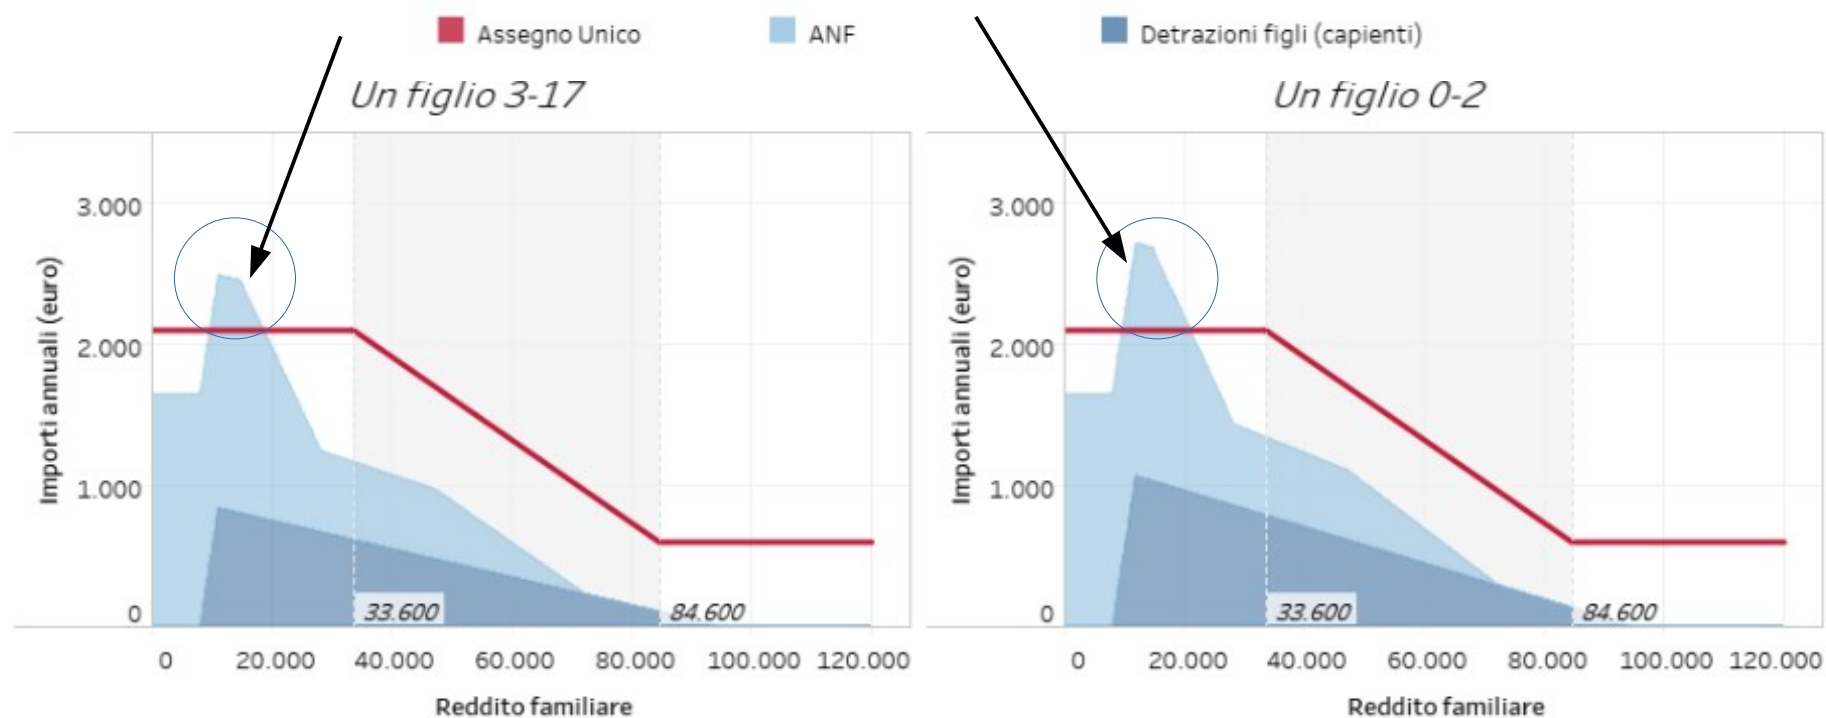 Assegno Unico
ANF
Detrazioni figli (capienti)
Un figlio 3-17
Importi annuali (euro)
3.000
2.000
1.000
0
33.600
84.600
0 20.000 40.000 60.000 80.000 100.000 120.000
Reddito familiare
Un figlio 0-2
Importi annuali (euro)
3.000
2.000
1.000
0
33.600
84.600
0 20.000 40.000 60.000 80.000 100.000 120.000
Reddito familiare